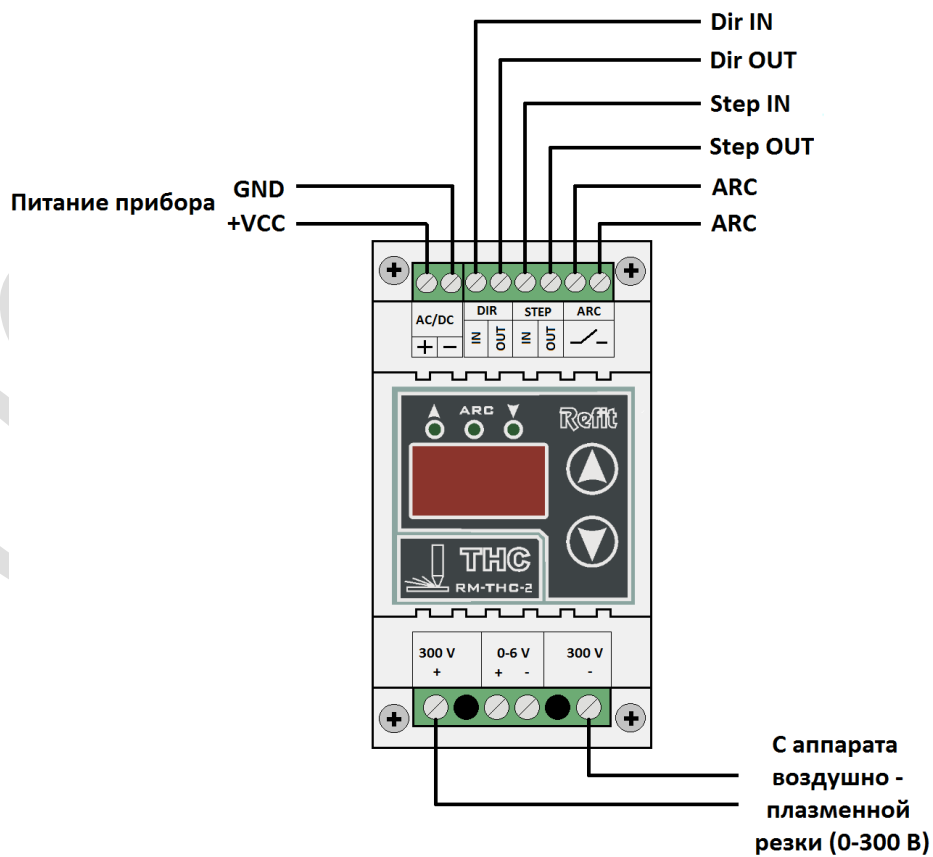 Dir IN
Dir OUT
Step IN
Step OUT
ARC
ARC
Питание прибора
GND
+VCC
AC/DC
+ −
DIR STEP ARC
IN OUT IN OUT
ARC
Refit
THC
RM-THC-2
300 V 0-6 V 300 V
+ + - -
С аппарата
воздушно -
плазменной
резки (0-300 В)